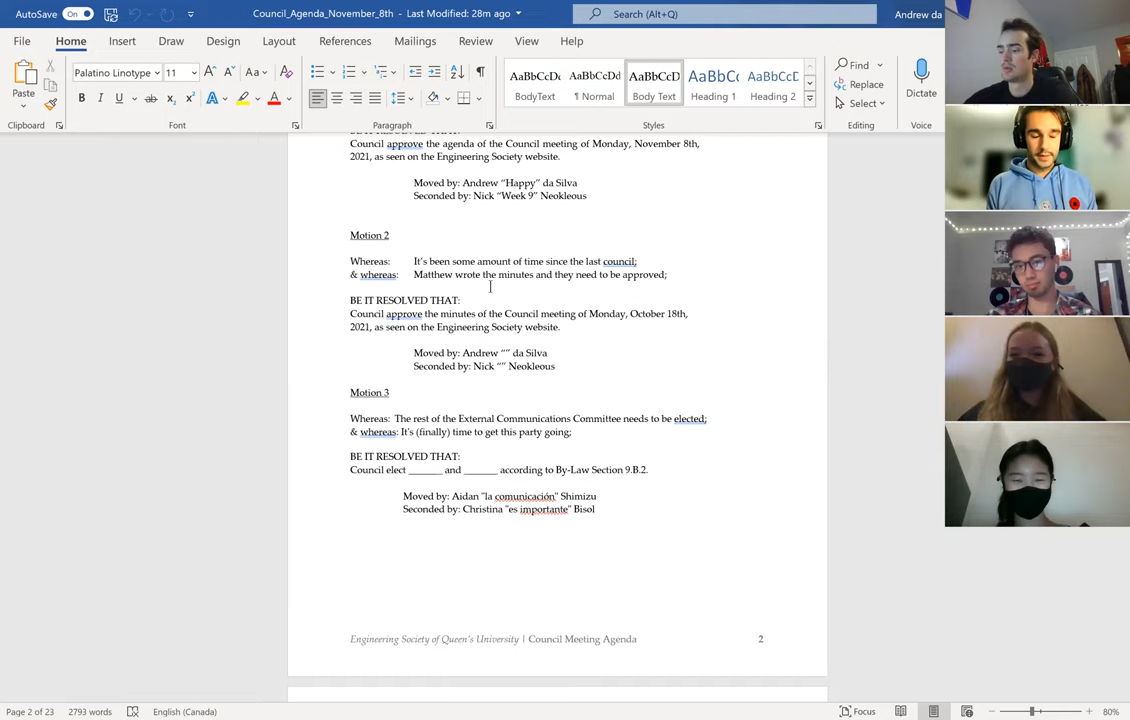 AutoSave On Council_Agenda_November_8th - Last Modified: 28m ago Search (Alt+Q) Andrew da
File Home Insert Draw Design Layout References Mailings Review View Help
Paste
Palatino Linotype 11
AaBbCcDc AaBbCcDd AaBbCcD AaBbCc AaBbCcD
BodyText ¶ Normal Body Text Heading 1 Heading 2
Find
Replace
Select
Dictate
Clipboard Font Paragraph Styles Editing Voice
BE IT RESOLVED THAT:
Council approve the agenda of the Council meeting of Monday, November 8th,
2021, as seen on the Engineering Society website.
Moved by: Andrew “Happy” da Silva
Seconded by: Nick “Week 9” Neokleous
Motion 2
Whereas: It’s been some amount of time since the last council;
& whereas: Matthew wrote the minutes and they need to be approved;
BE IT RESOLVED THAT:
Council approve the minutes of the Council meeting of Monday, October 18th,
2021, as seen on the Engineering Society website.
Moved by: Andrew “” da Silva
Seconded by: Nick “” Neokleous
Motion 3
Whereas: The rest of the External Communications Committee needs to be elected;
& whereas: It's (finally) time to get this party going;
BE IT RESOLVED THAT:
Council elect _______ and _______ according to By-Law Section 9.B.2.
Moved by: Aidan "la comunicación" Shimizu
Seconded by: Christina "es importante" Bisol
Engineering Society of Queen's University | Council Meeting Agenda 2
Page 2 of 23 2793 words English (Canada) Focus 80%